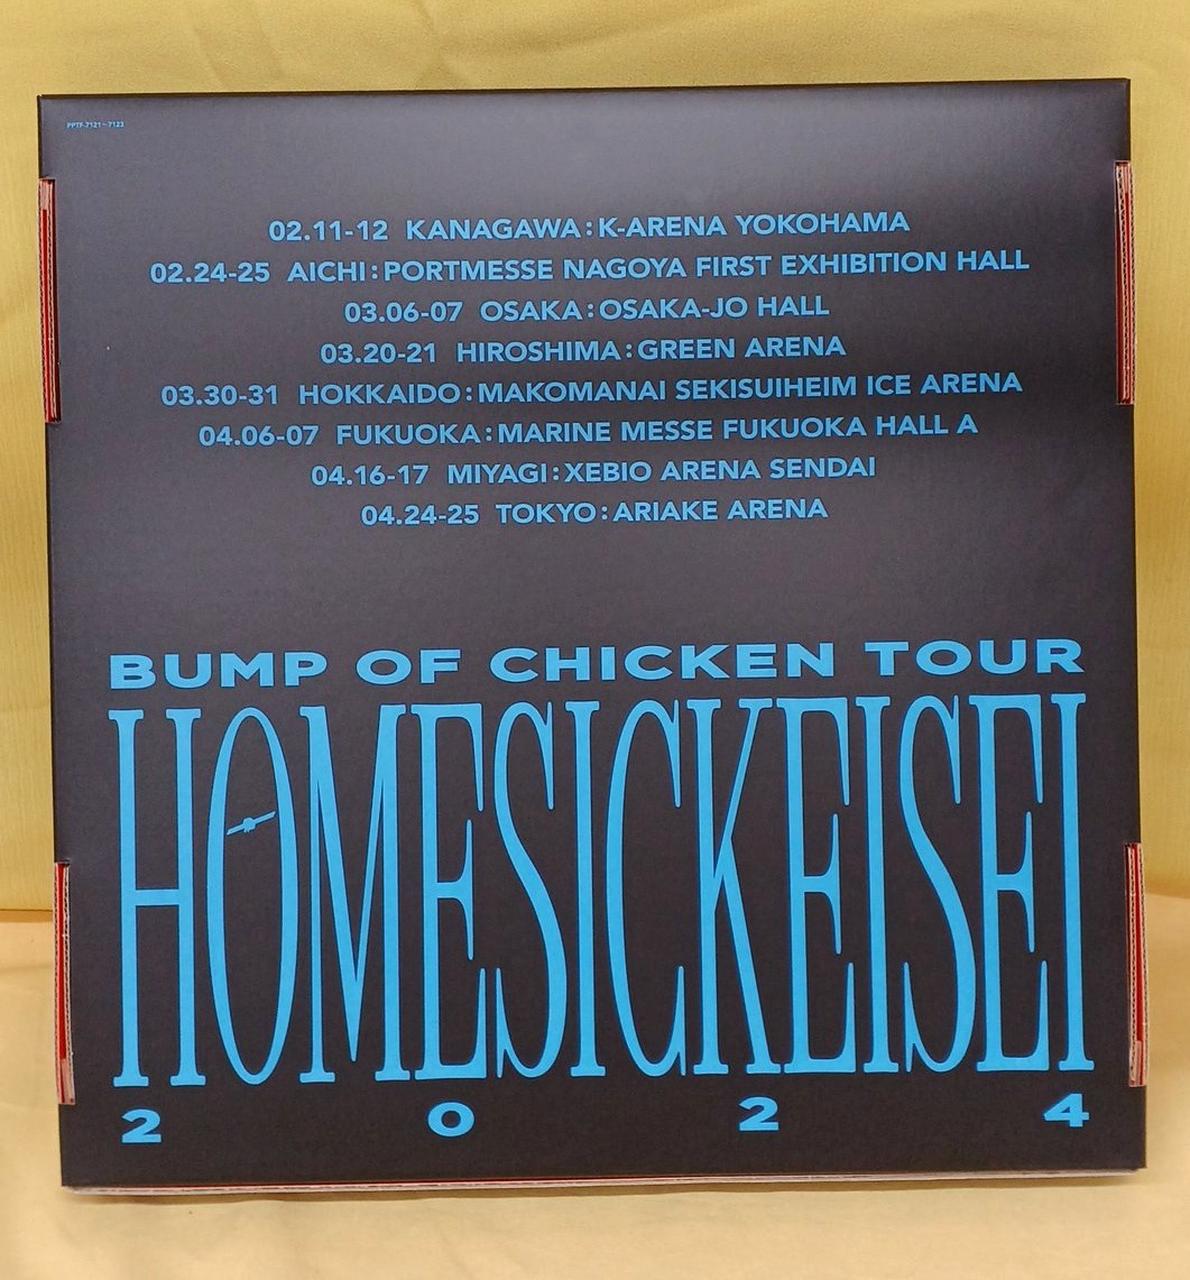 PPTF-7121~7123
02.11-12 KANAGAWA:K-ARENA YOKOHAMA
02.24-25 AICHI:PORTMESSE NAGOYA FIRST EXHIBITION HALL
03.06-07 OSAKA:OSAKA-JO HALL
03.20-21 HIROSHIMA:GREEN ARENA
03.30-31 HOKKAIDO:MAKOMANAI SEKISUIHEIM ICE ARENA
04.06-07 FUKUOKA:MARINE MESSE FUKUOKA HALL A
04.16-17 MIYAGI:XEBIO ARENA SENDAI
04.24-25 TOKYO:ARIAKE ARENA
BUMP OF CHICKEN TOUR
HOMESICKEISEI
2 0 2 4